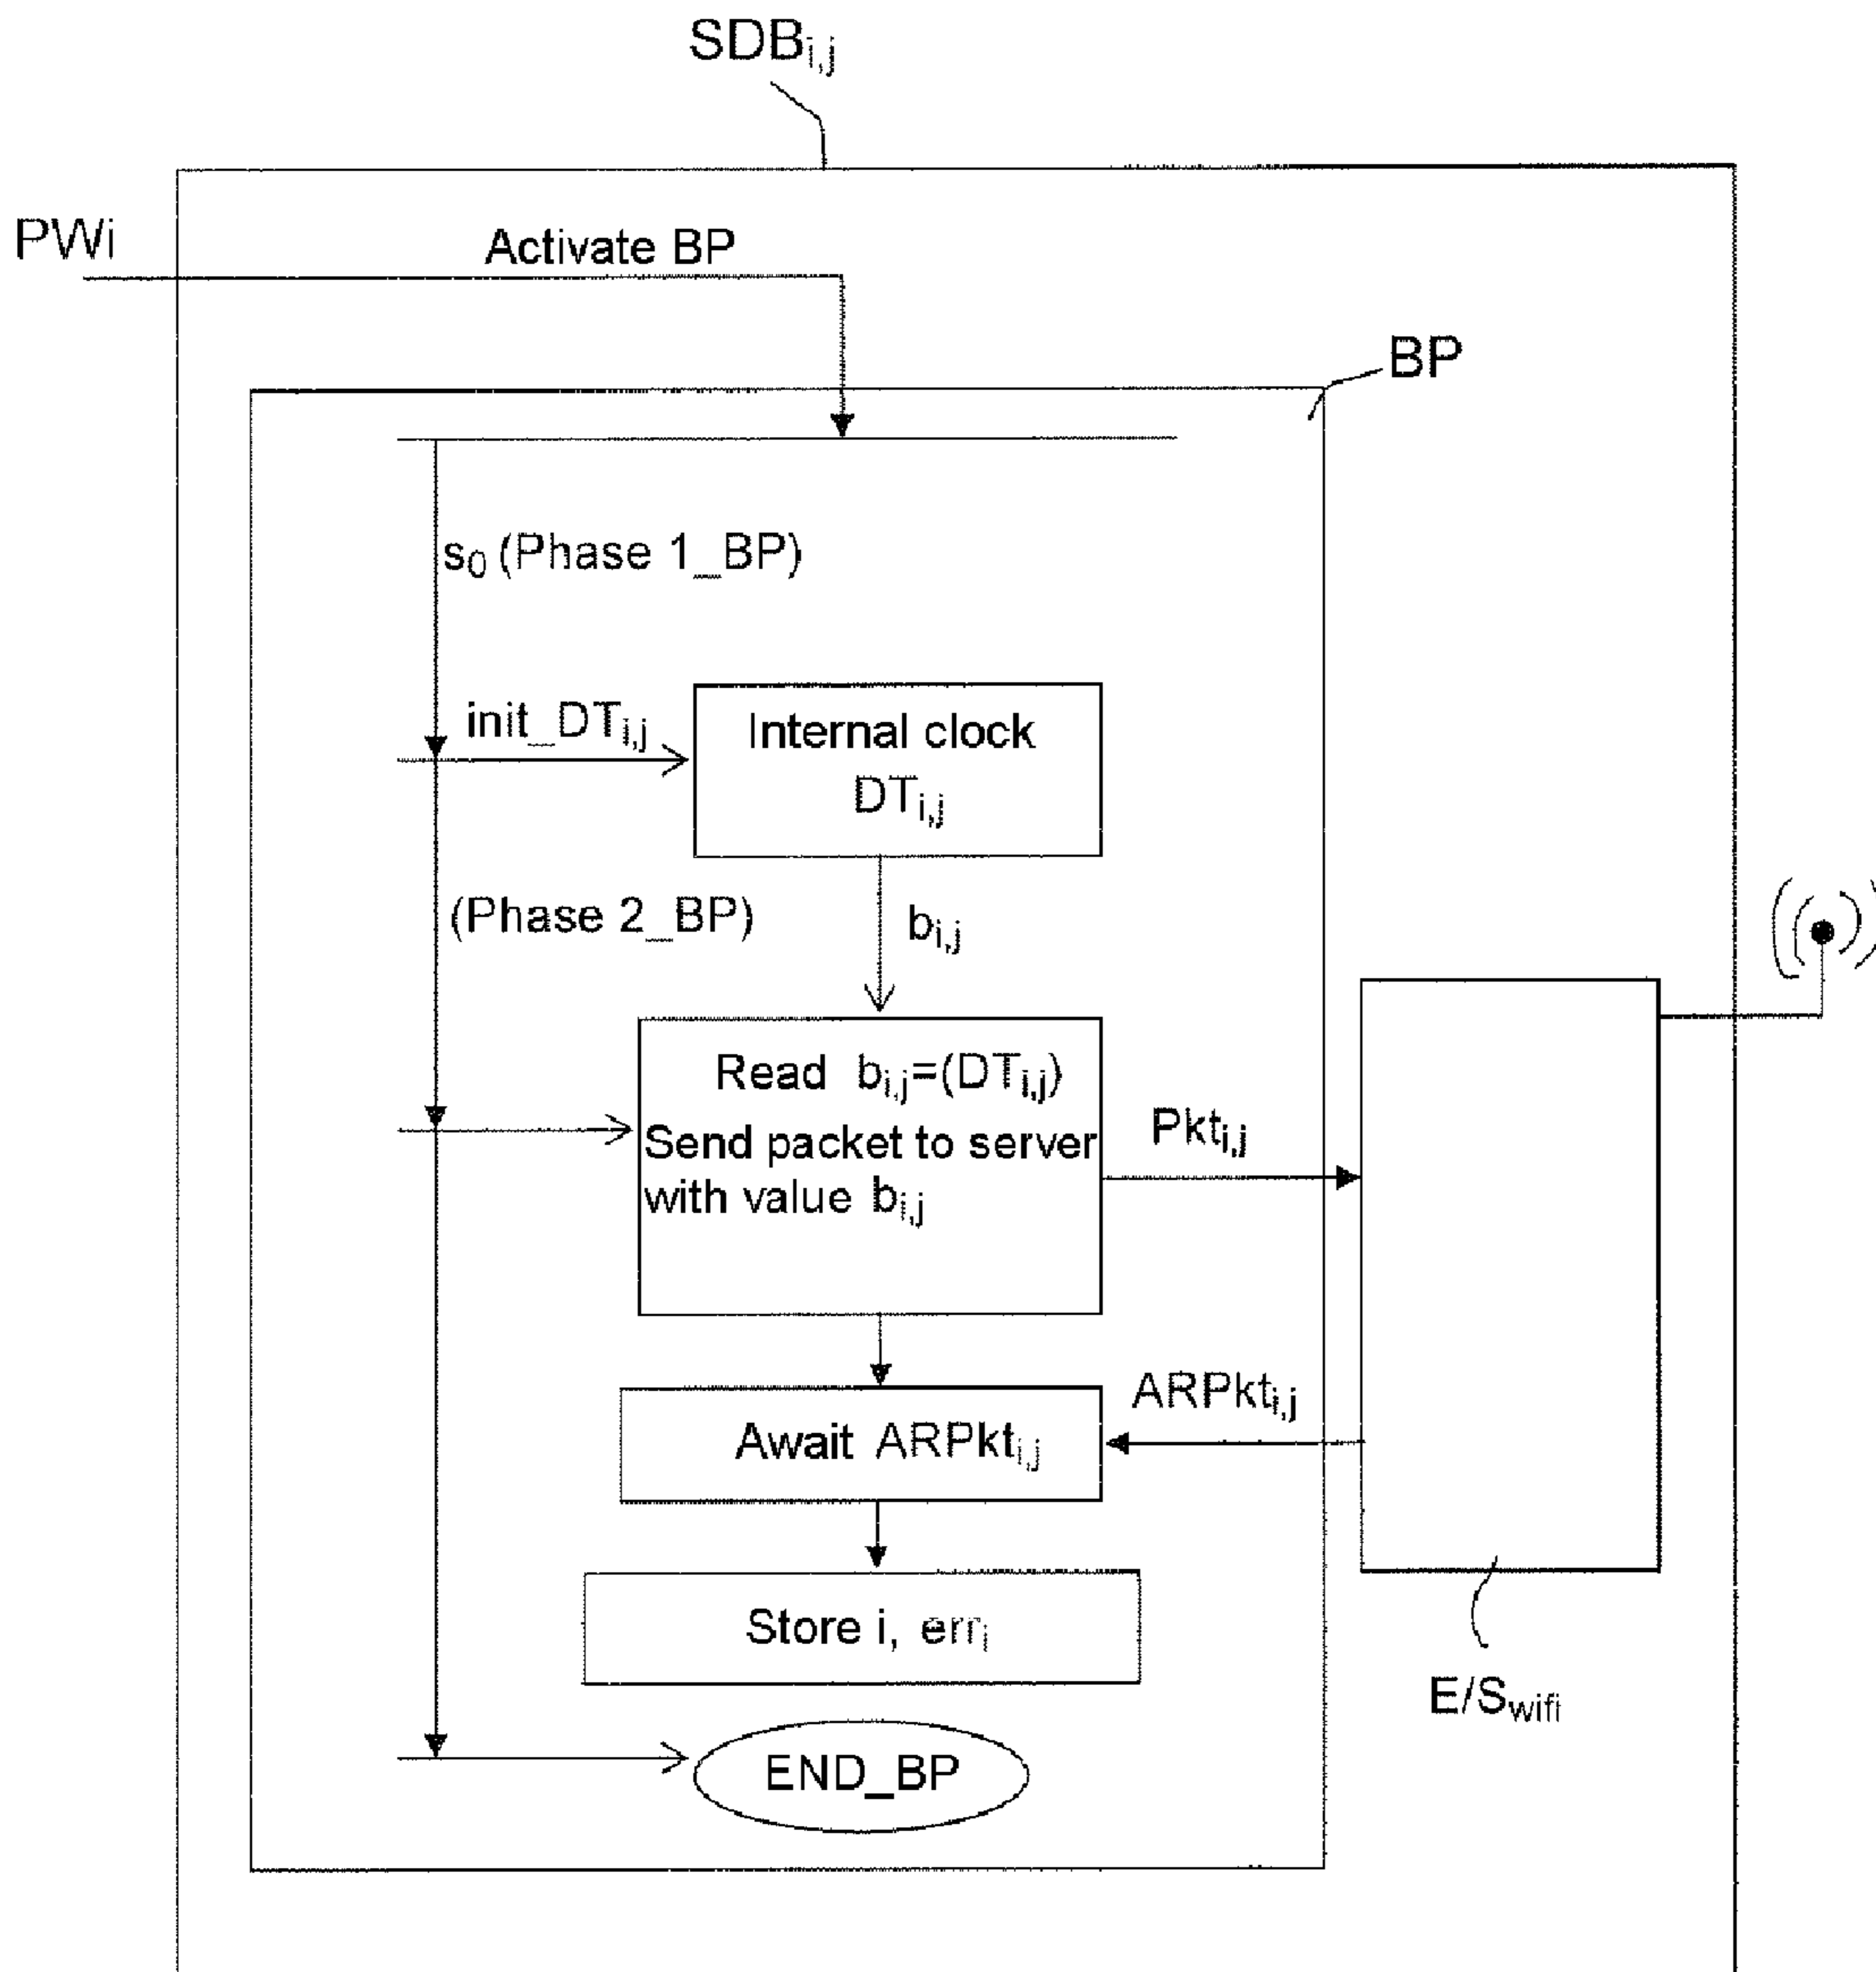 SDBi,j
PWi
Activate BP
BP
s0 (Phase 1_BP)
init_DTi,j
Internal clock
DTi,j
(Phase 2_BP)
bi,j
Read bi,j=(DTi,j)
Send packet to server
with value bi,j
Pkti,j
ARPkti,j
Await ARPkti,j
Store i, erri
E/Swifi
END_BP